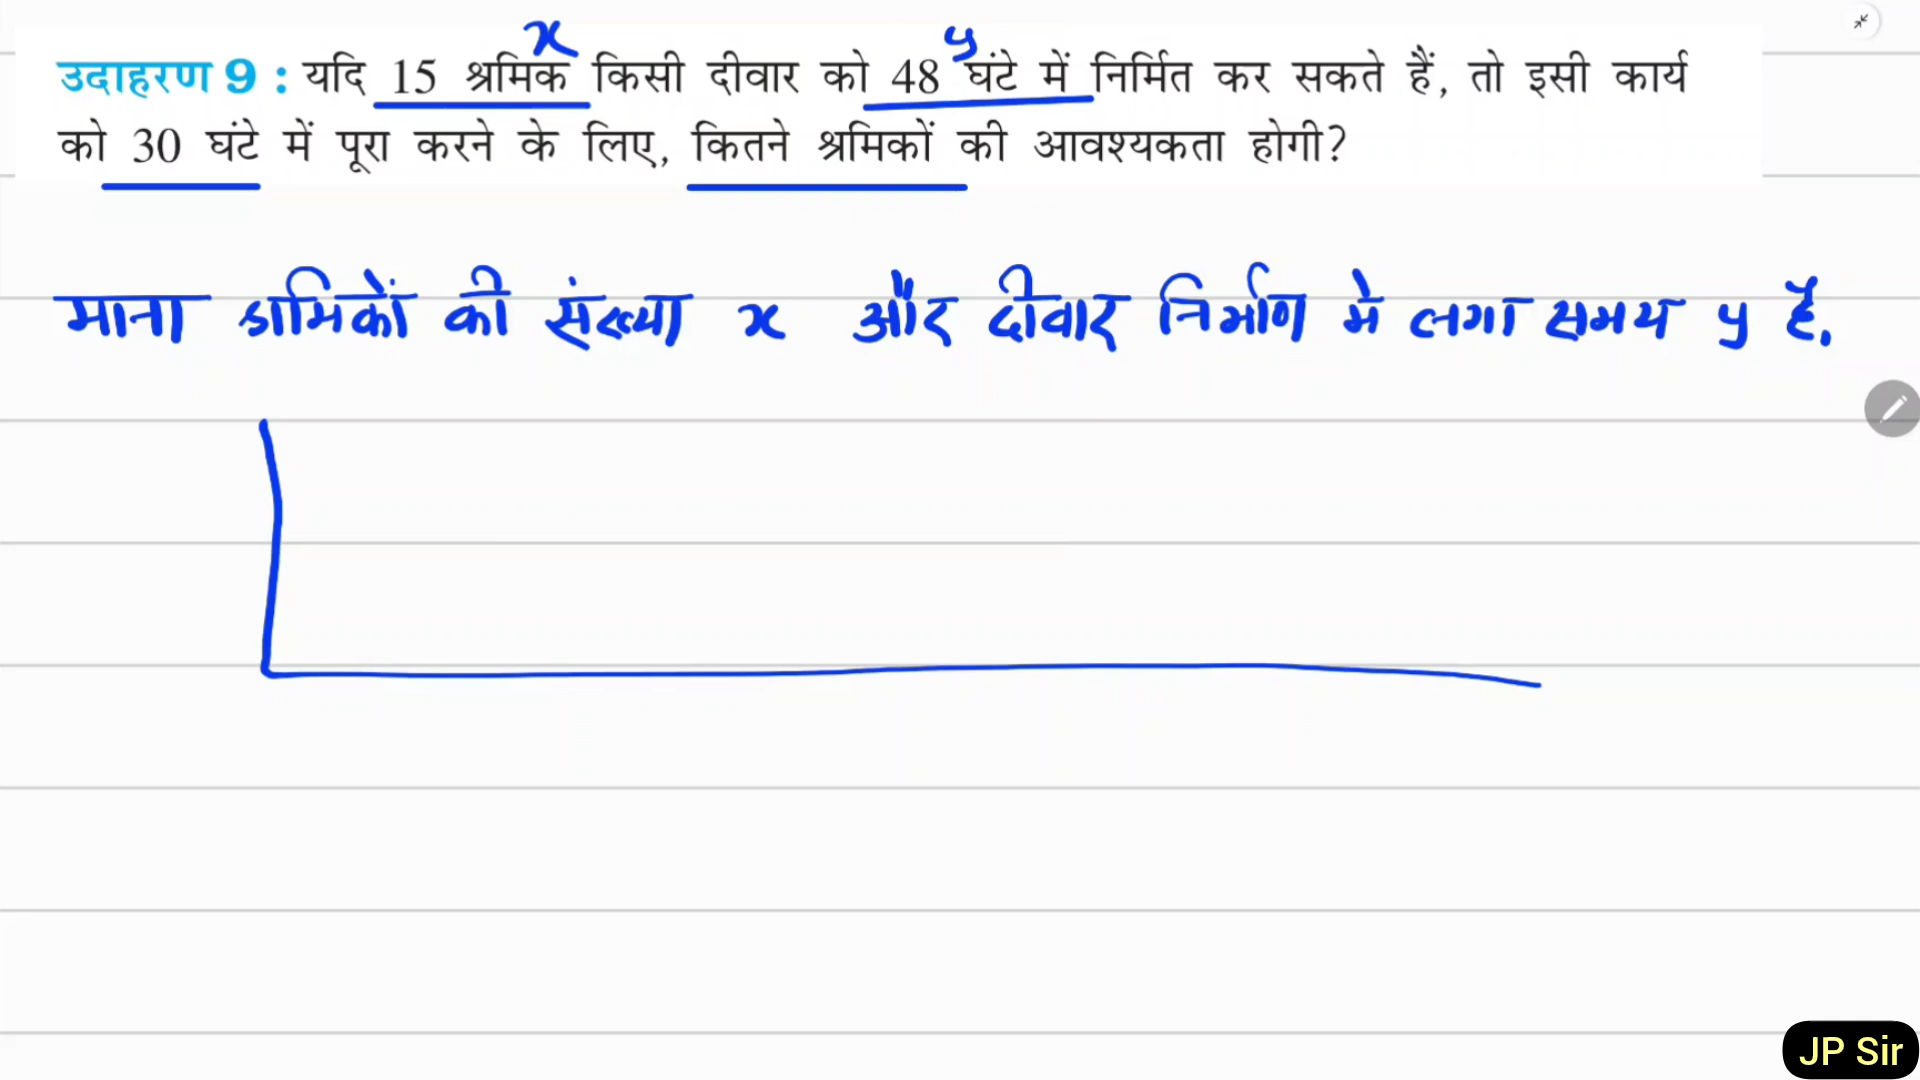 x y
उदाहरण 9 : यदि 15 श्रमिक किसी दीवार को 48 घंटे में निर्मित कर सकते हैं, तो इसी कार्य
को 30 घंटे में पूरा करने के लिए, कितने श्रमिकों की आवश्यकता होगी?
माना श्रमिकों की संख्या x और दीवार निर्माण मे लगा समय y है.
JP Sir